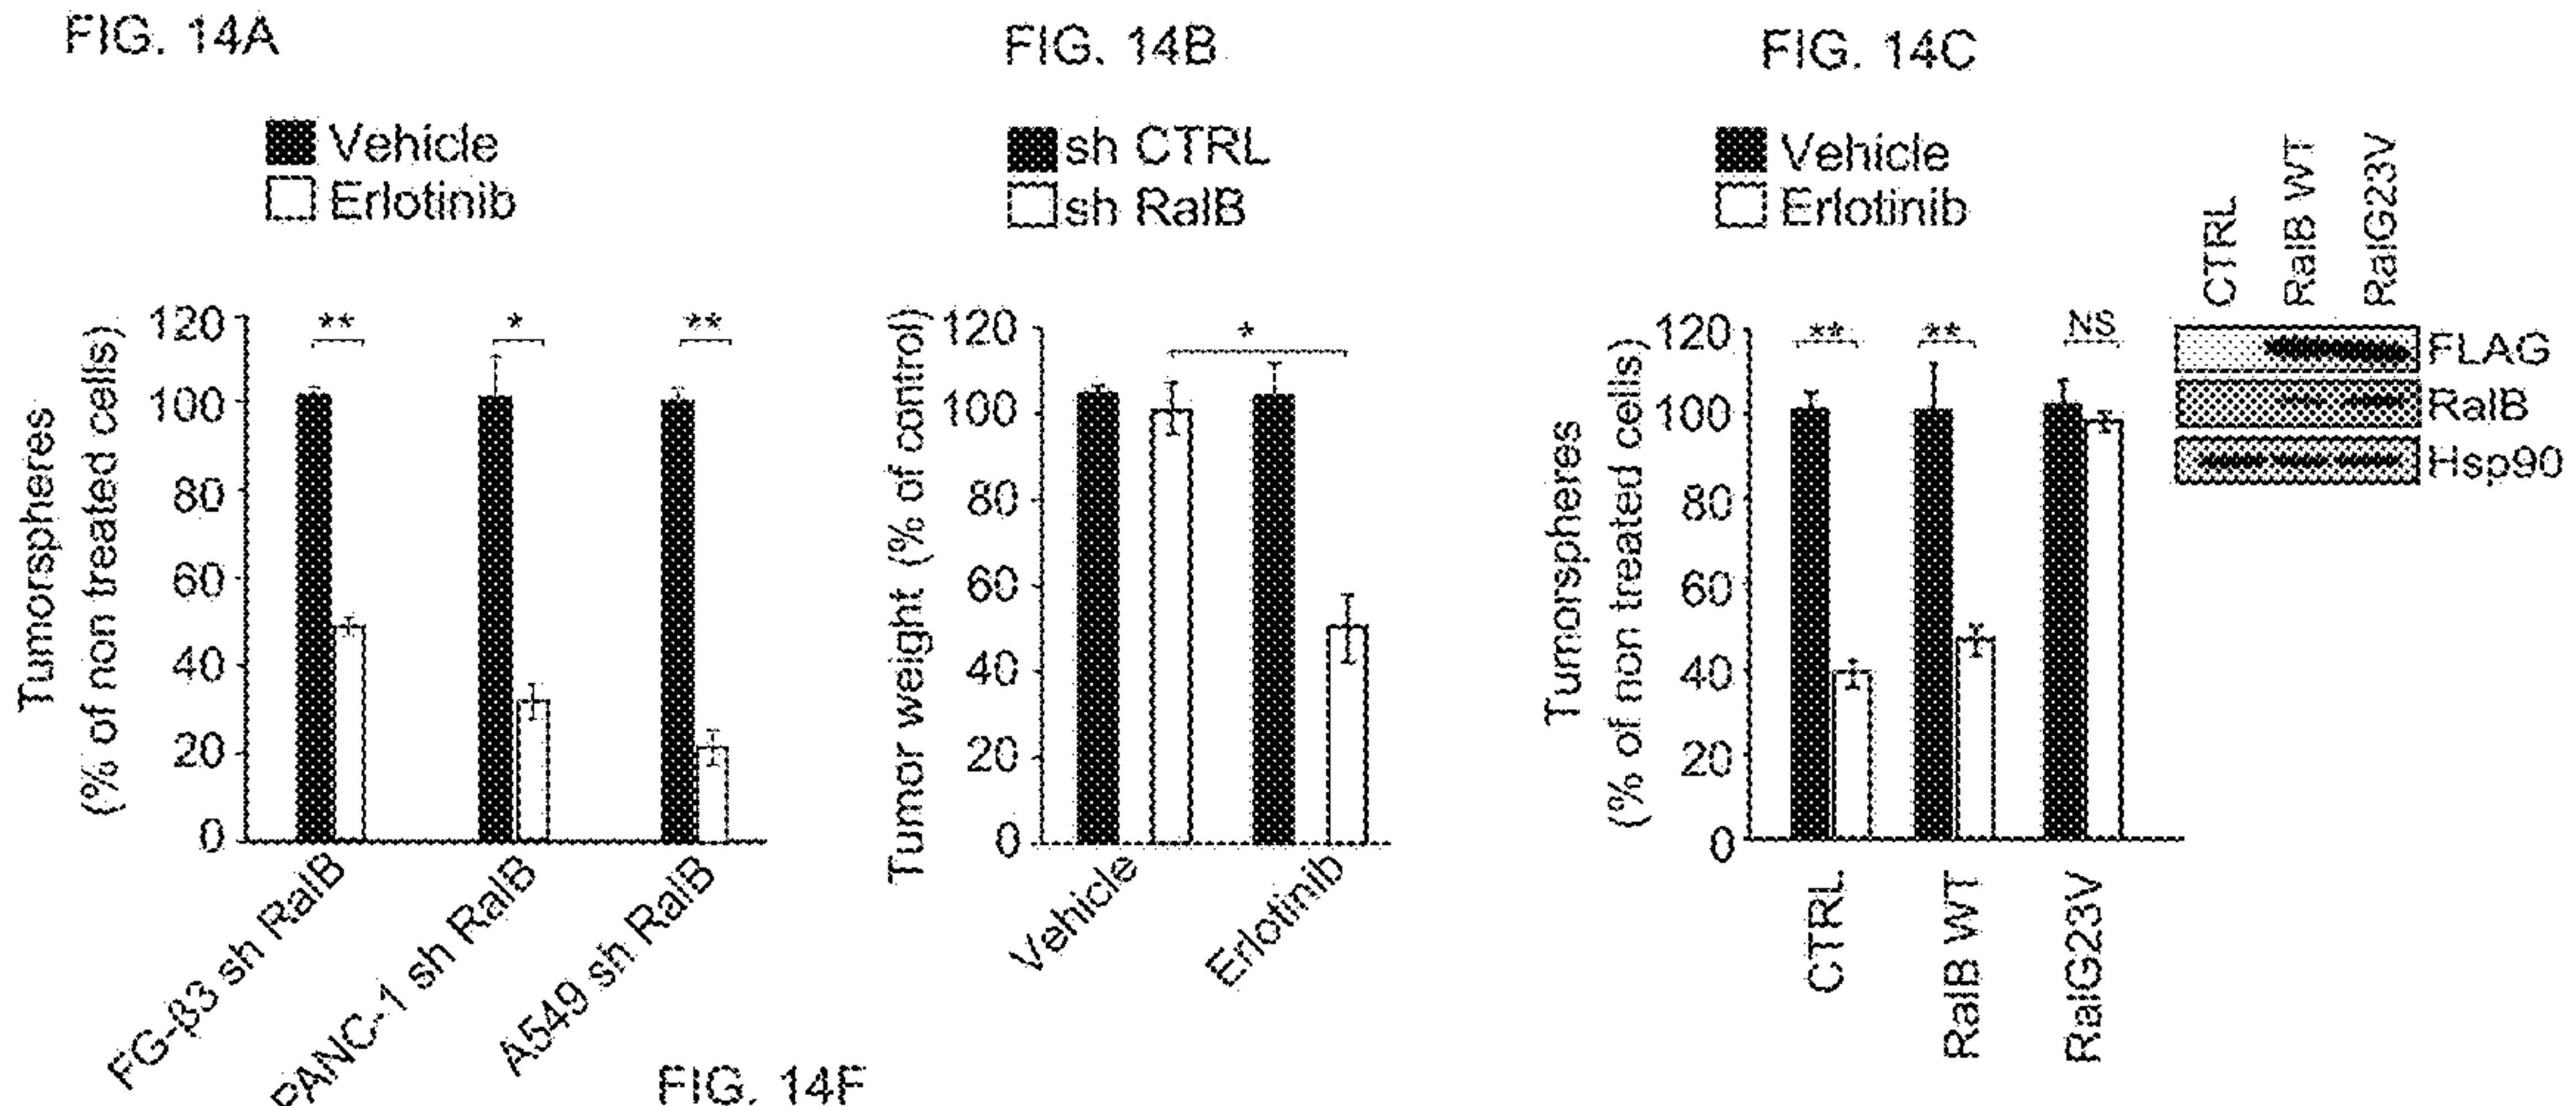 FIG. 14A
Vehicle
Erlotinib
Tumorspheres
(% of non treated cells)
120
100
80
60
40
20
0
**
*
**
FG-β3 sh RalB
PANC-1 sh RalB
A549 sh RalB
FIG. 14B
sh CTRL
sh RalB
Tumor weight (% of control)
120
100
80
60
40
20
0
*
Vehicle
Erlotinib
FIG. 14C
Vehicle
Erlotinib
Tumorspheres
(% of non treated cells)
120
100
80
60
40
20
0
**
**
NS
CTRL
RalB WT
RalG23V
CTRL
RalB WT
RalG23V
FLAG
RalB
Hsp90
FIG. 14F